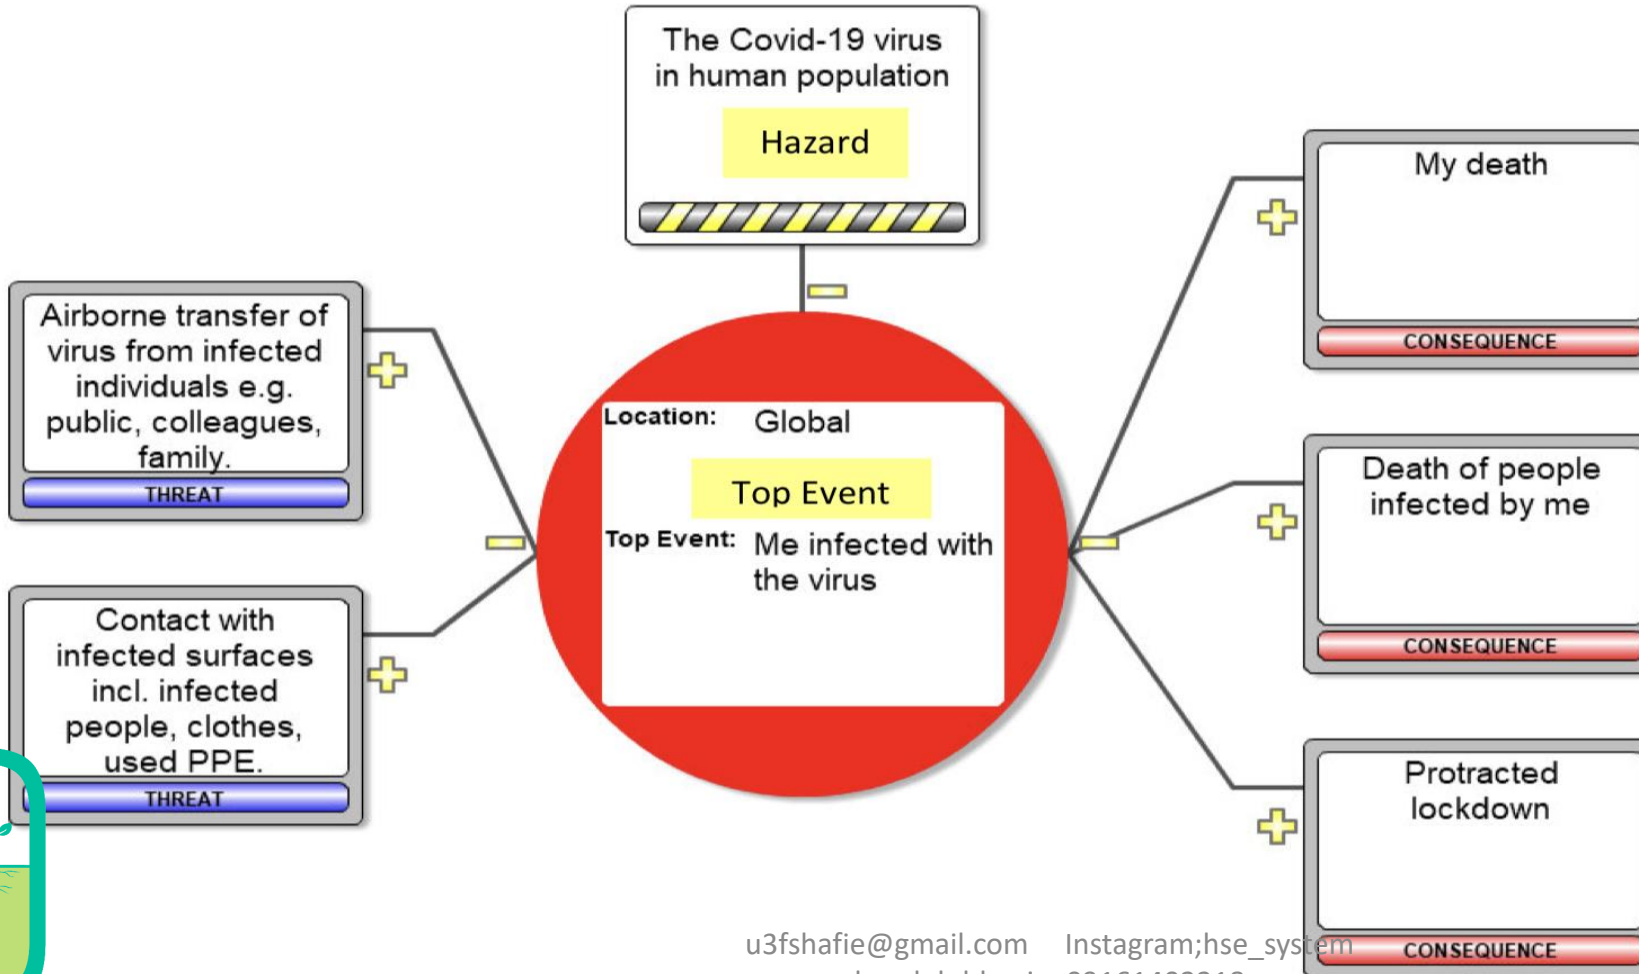 The Covid-19 virus
in human population
Hazard
Airborne transfer of
virus from infected
individuals e.g.
public, colleagues,
family.
THREAT
Contact with
infected surfaces
incl. infected
people, clothes,
used PPE.
THREAT
Location: Global
Top Event
Top Event: Me infected with
the virus
My death
CONSEQUENCE
Death of people
infected by me
CONSEQUENCE
Protracted
lockdown
CONSEQUENCE
u3fshafie@gmail.com Instagram;hse_system